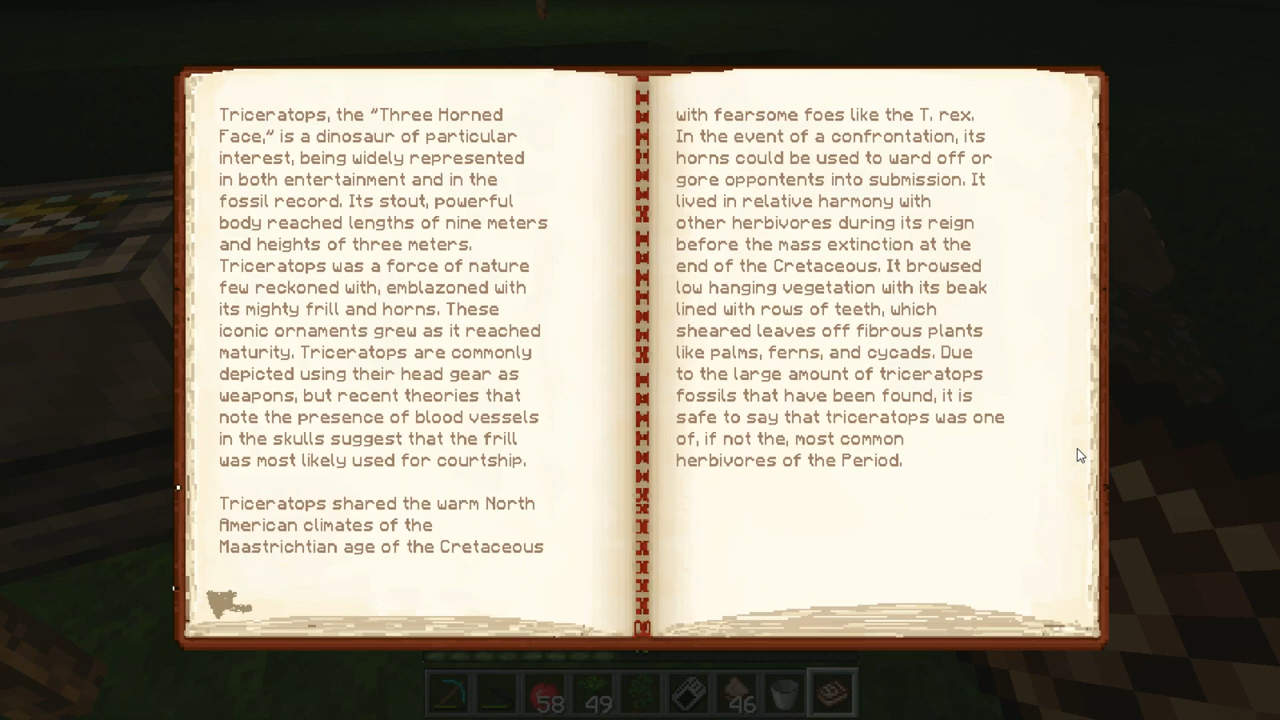 Triceratops, the "Three Horned
Face," is a dinosaur of particular
interest, being widely represented
in both entertainment and in the
fossil record. Its stout, powerful
body reached lengths of nine meters
and heights of three meters.
Triceratops was a force of nature
few reckoned with, emblazoned with
its mighty frill and horns. These
iconic ornaments grew as it reached
maturity. Triceratops are commonly
depicted using their head gear as
weapons, but recent theories that
note the presence of blood vessels
in the skulls suggest that the frill
was most likely used for courtship.
Triceratops shared the warm North
American climates of the
Maastrichtian age of the Cretaceous
with fearsome foes like the T. rex.
In the event of a confrontation, its
horns could be used to ward off or
gore oppontents into submission. It
lived in relative harmony with
other herbivores during its reign
before the mass extinction at the
end of the Cretaceous. It browsed
low hanging vegetation with its beak
lined with rows of teeth, which
sheared leaves off fibrous plants
like palms, ferns, and cycads. Due
to the large amount of triceratops
fossils that have been found, it is
safe to say that triceratops was one
of, if not the, most common
herbivores of the Period.
58 49 46